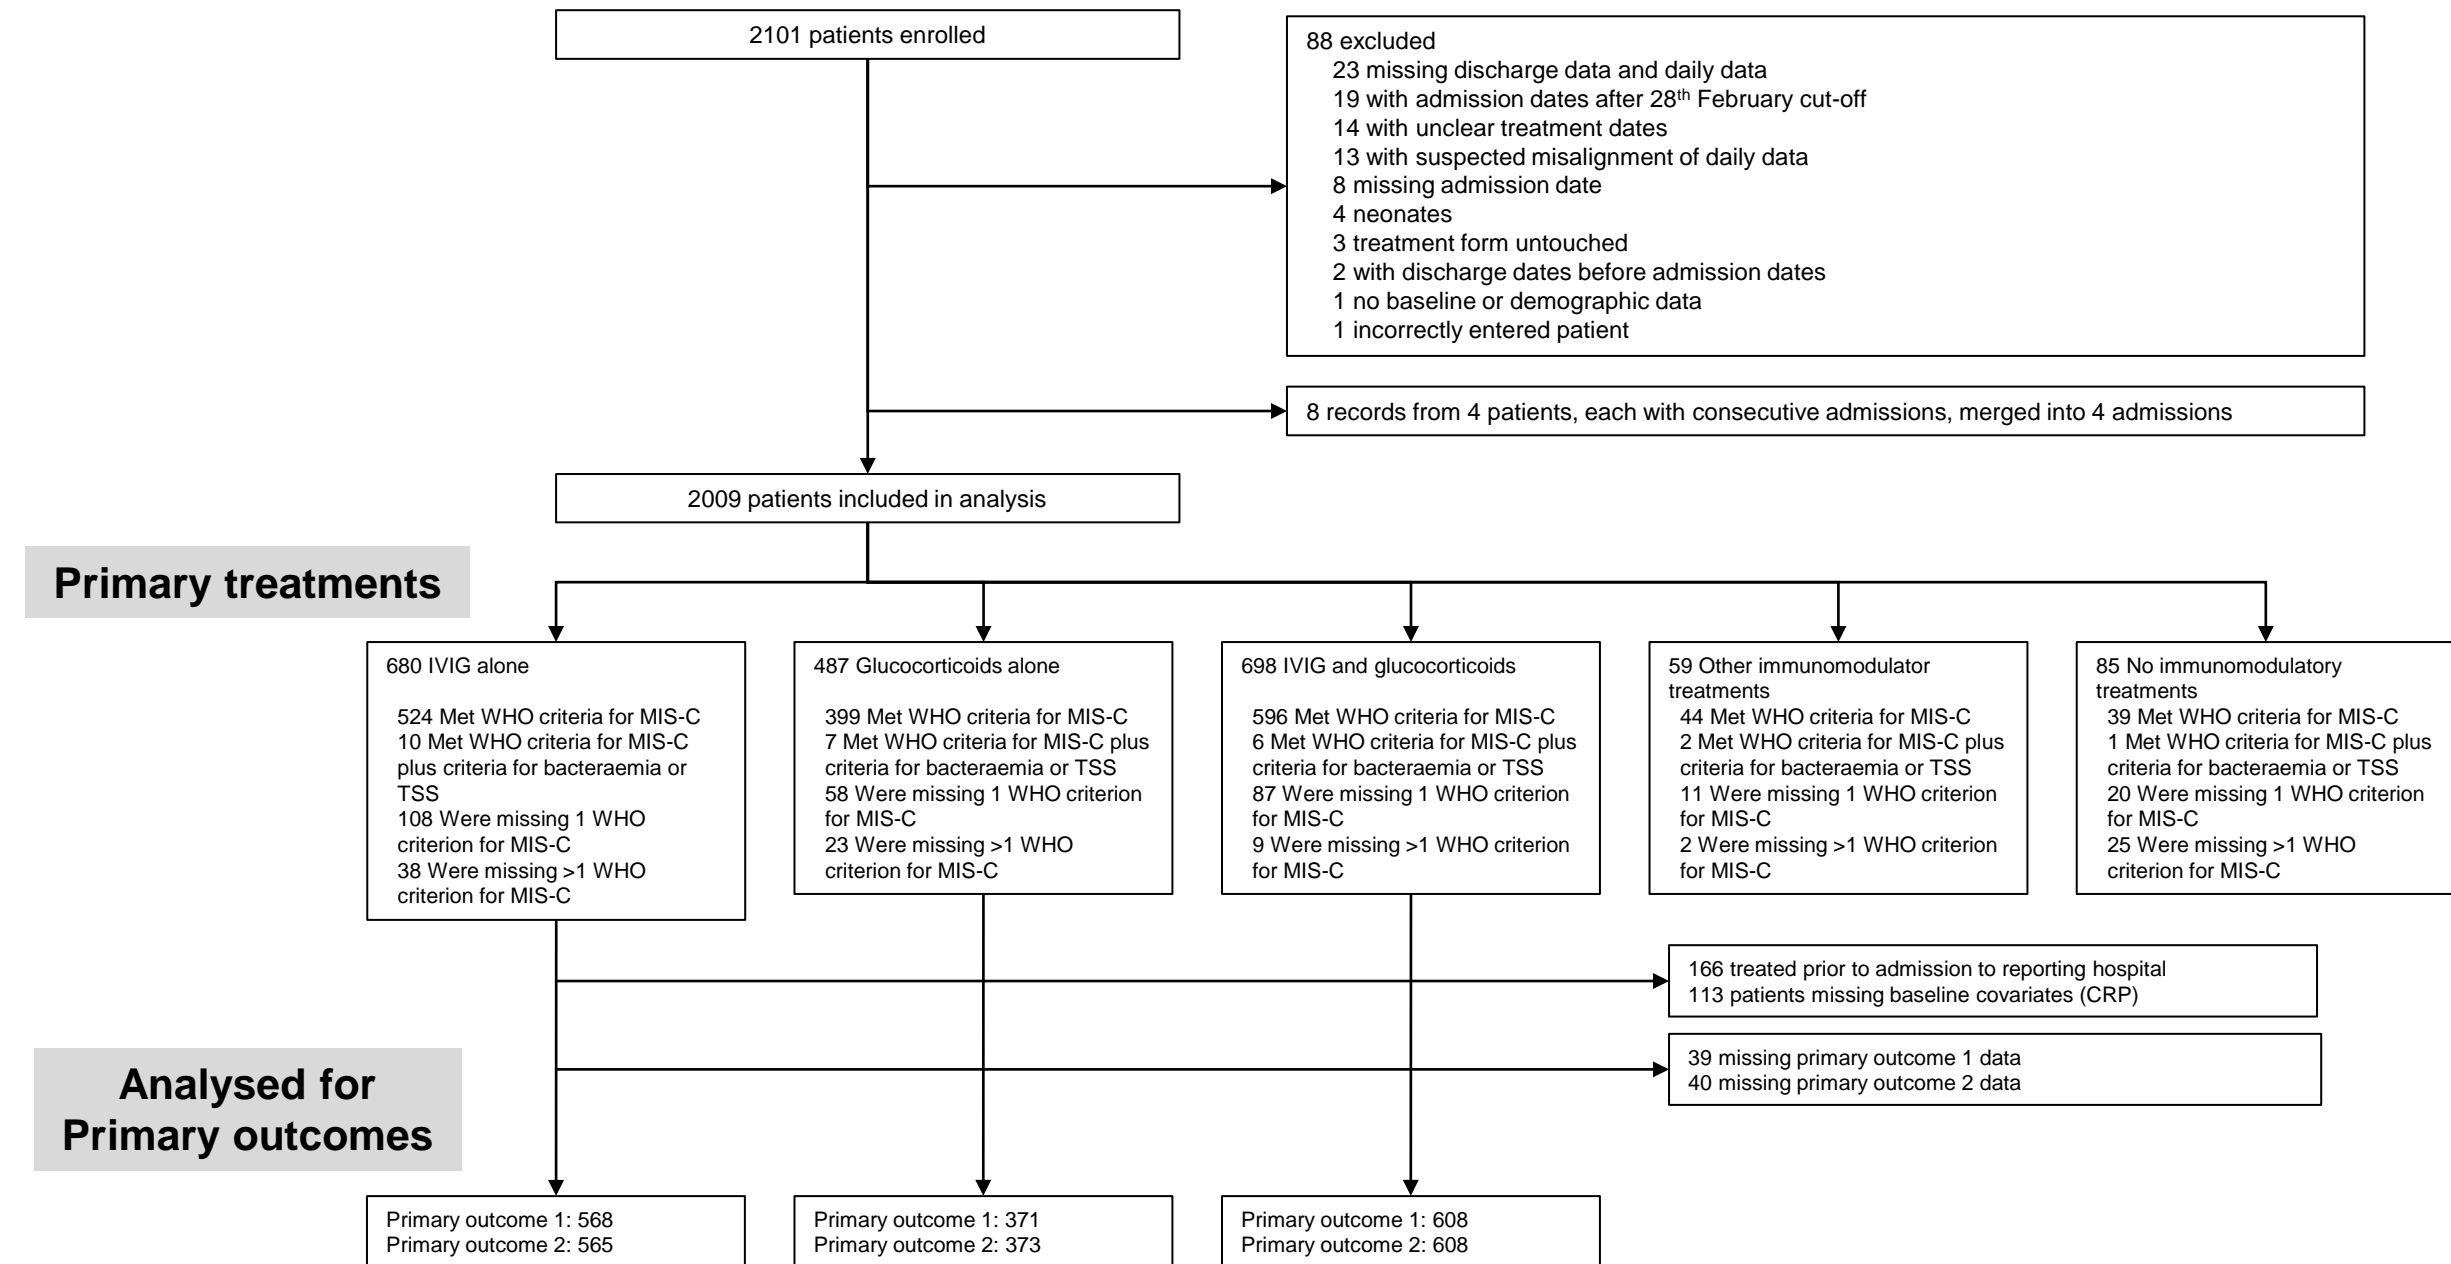 2101 patients enrolled
88 excluded
23 missing discharge data and daily data
19 with admission dates after 28th February cut-off
14 with unclear treatment dates
13 with suspected misalignment of daily data
8 missing admission date
4 neonates
3 treatment form untouched
2 with discharge dates before admission dates
1 no baseline or demographic data
1 incorrectly entered patient
8 records from 4 patients, each with consecutive admissions, merged into 4 admissions
2009 patients included in analysis
Primary treatments
680 IVIG alone
524 Met WHO criteria for MIS-C
10 Met WHO criteria for MIS-C
plus criteria for bacteraemia or
TSS
108 Were missing 1 WHO
criterion for MIS-C
38 Were missing >1 WHO
criterion for MIS-C
487 Glucocorticoids alone
399 Met WHO criteria for MIS-C
7 Met WHO criteria for MIS-C plus
criteria for bacteraemia or TSS
58 Were missing 1 WHO criterion
for MIS-C
23 Were missing >1 WHO
criterion for MIS-C
698 IVIG and glucocorticoids
596 Met WHO criteria for MIS-C
6 Met WHO criteria for MIS-C plus
criteria for bacteraemia or TSS
87 Were missing 1 WHO criterion
for MIS-C
9 Were missing >1 WHO criterion
for MIS-C
59 Other immunomodulator
treatments
44 Met WHO criteria for MIS-C
2 Met WHO criteria for MIS-C plus
criteria for bacteraemia or TSS
11 Were missing 1 WHO criterion
for MIS-C
2 Were missing >1 WHO criterion
for MIS-C
85 No immunomodulatory
treatments
39 Met WHO criteria for MIS-C
1 Met WHO criteria for MIS-C plus
criteria for bacteraemia or TSS
20 Were missing 1 WHO criterion
for MIS-C
25 Were missing >1 WHO
criterion for MIS-C
166 treated prior to admission to reporting hospital
113 patients missing baseline covariates (CRP)
39 missing primary outcome 1 data
40 missing primary outcome 2 data
Analysed for
Primary outcomes
Primary outcome 1: 568
Primary outcome 2: 565
Primary outcome 1: 371
Primary outcome 2: 373
Primary outcome 1: 608
Primary outcome 2: 608